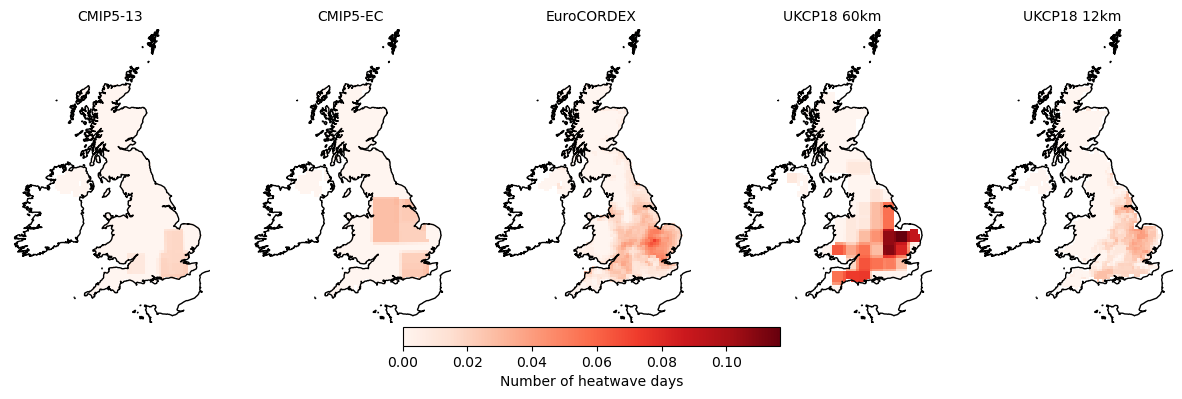 CMIP5-13 CMIP5-EC EuroCORDEX UKCP18 60km UKCP18 12km
0.00 0.02 0.04 0.06 0.08 0.10
Number of heatwave days